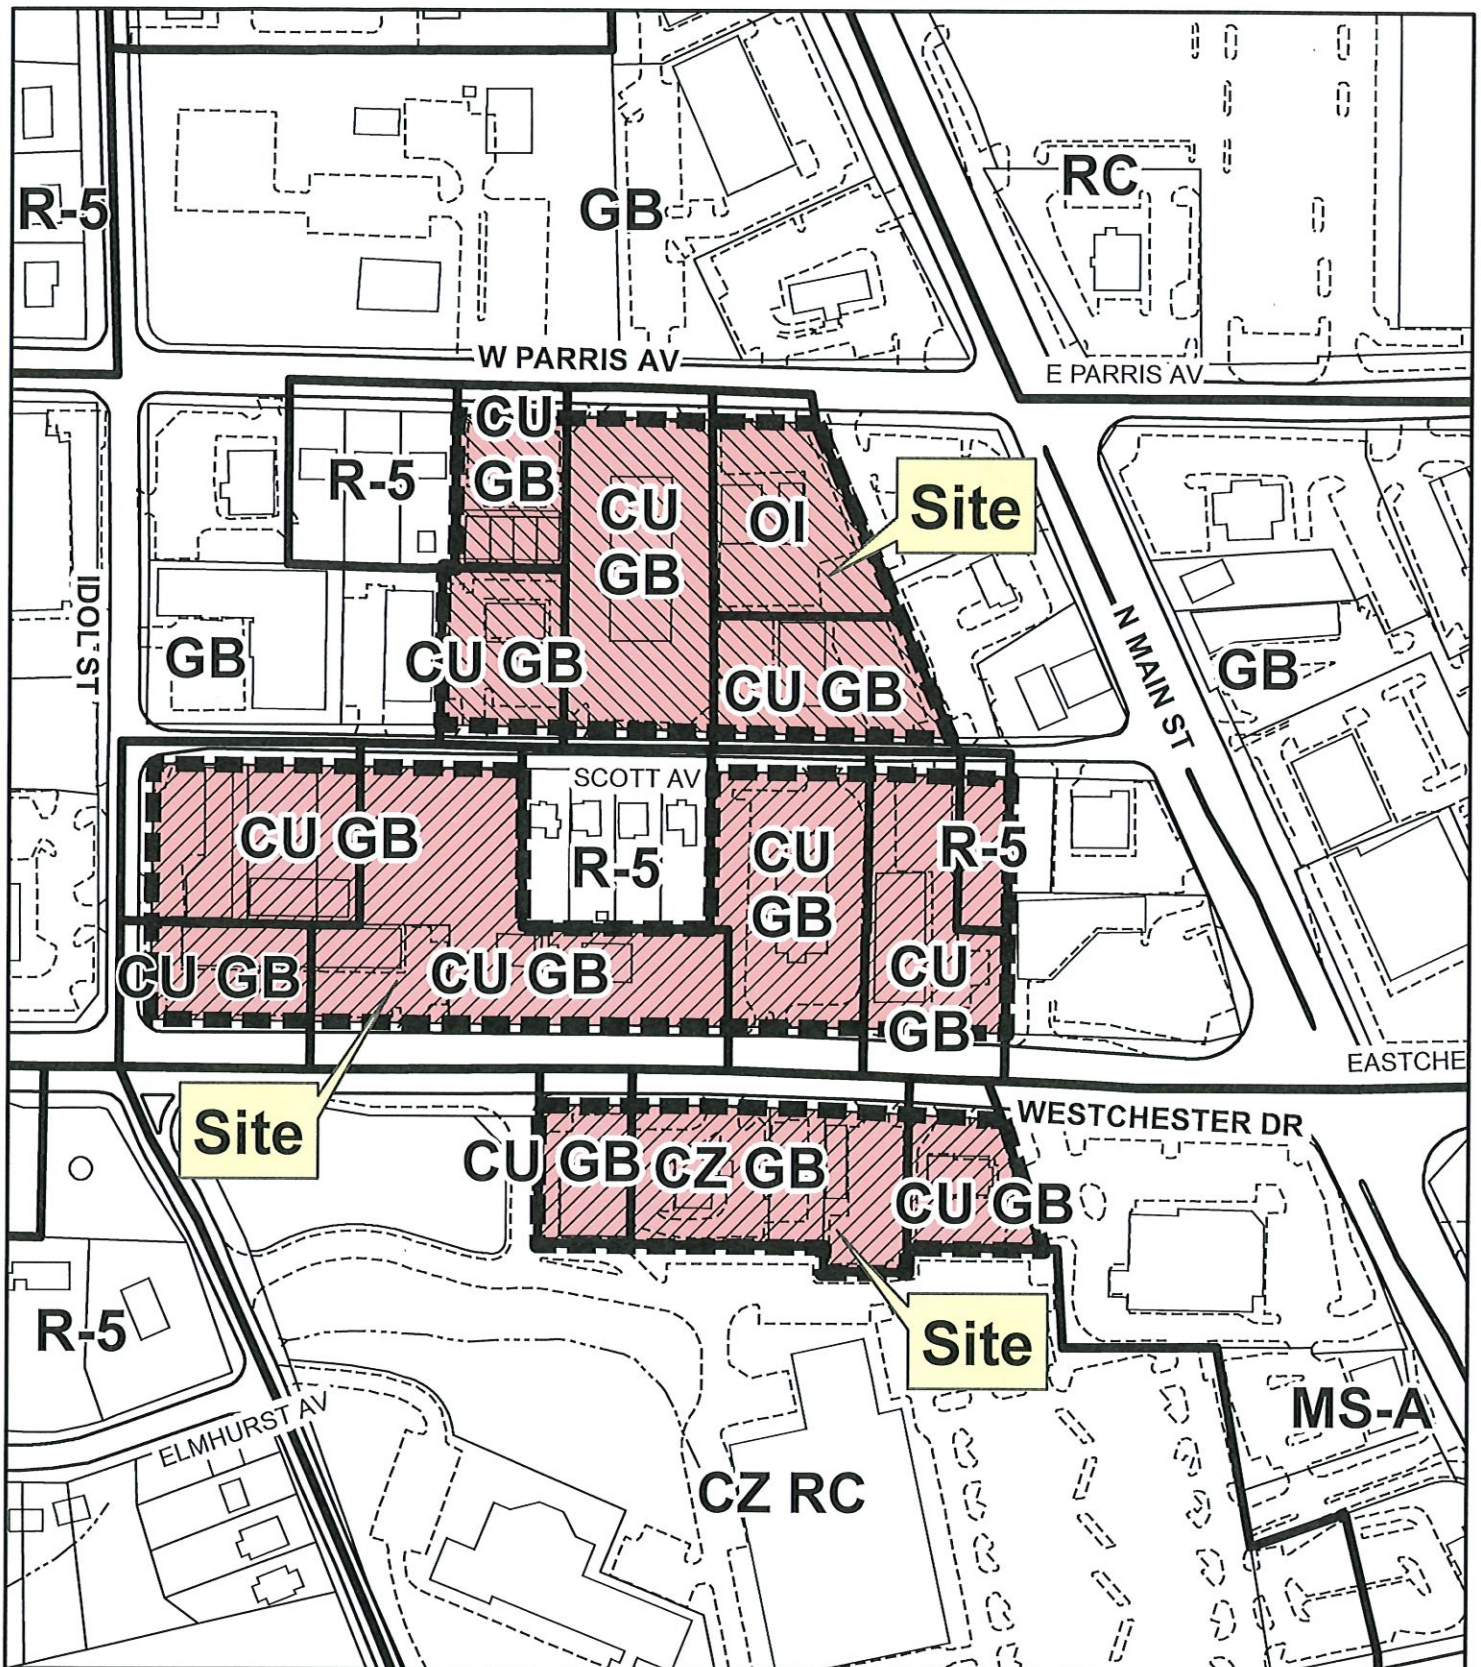 RC
R-5
GB
W PARRIS AV
E PARRIS AV
CU
GB
R-5
CU
GB
OI
Site
IDOL ST
GB
CU GB
CU GB
N MAIN ST
GB
SCOTT AV
CU GB
R-5
CU
GB
R-5
CU GB
CU GB
CU
GB
EASTCHE
Site
WESTCHESTER DR
CU GB
CZ GB
CU GB
R-5
Site
ELMHURST AV
MS-A
CZ RC